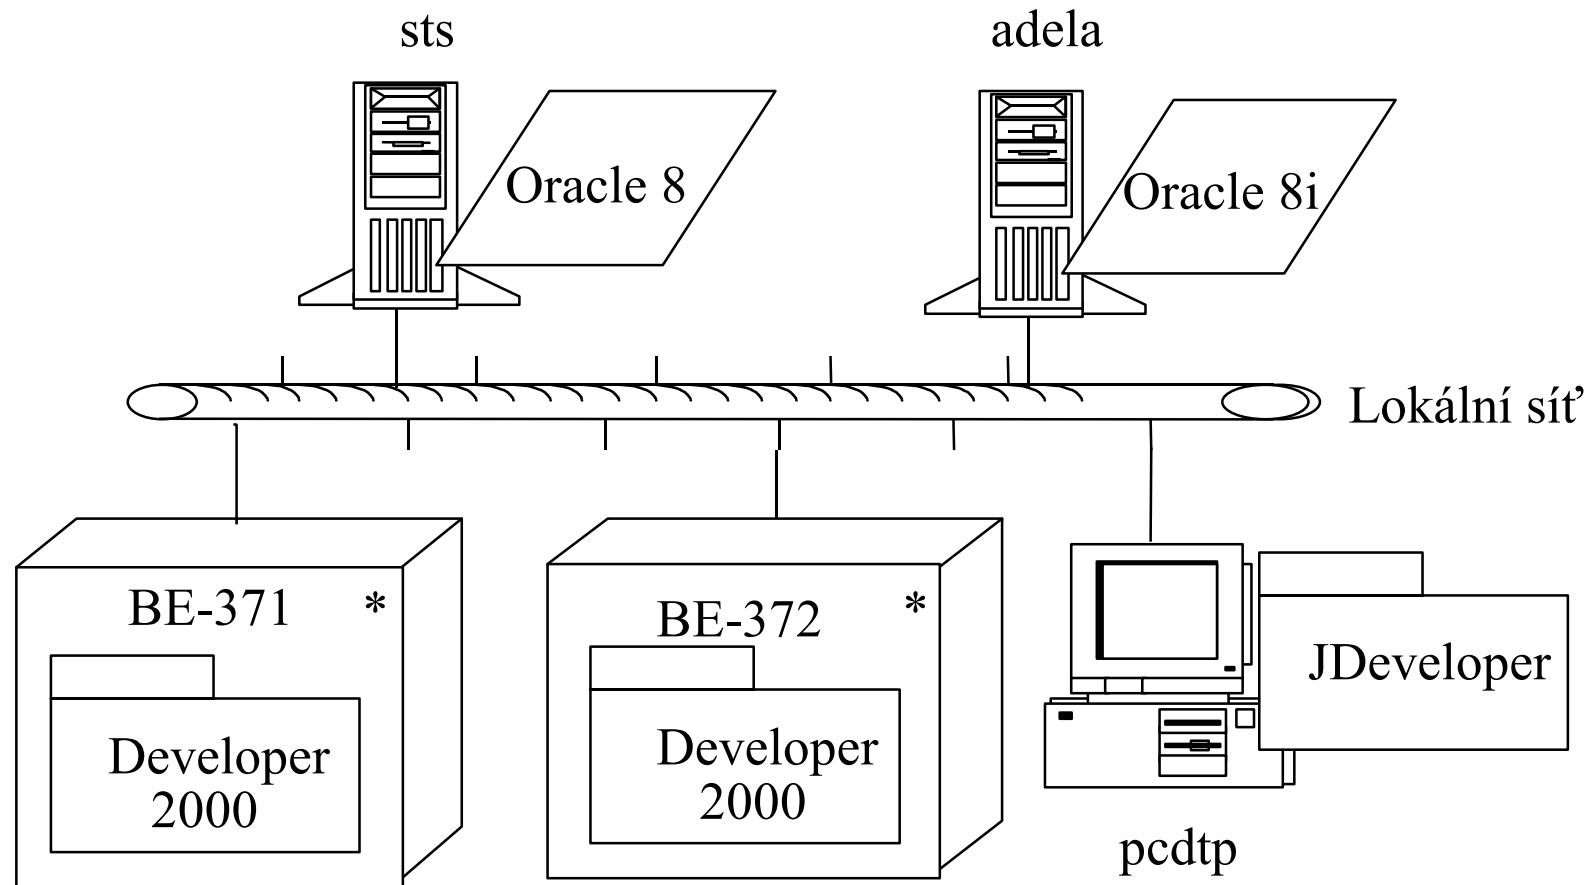 sts
adela
Oracle 8
Oracle 8i
Lokální síť
BE-371 *
BE-372 *
JDeveloper
Developer
2000
Developer
2000
pcdtp